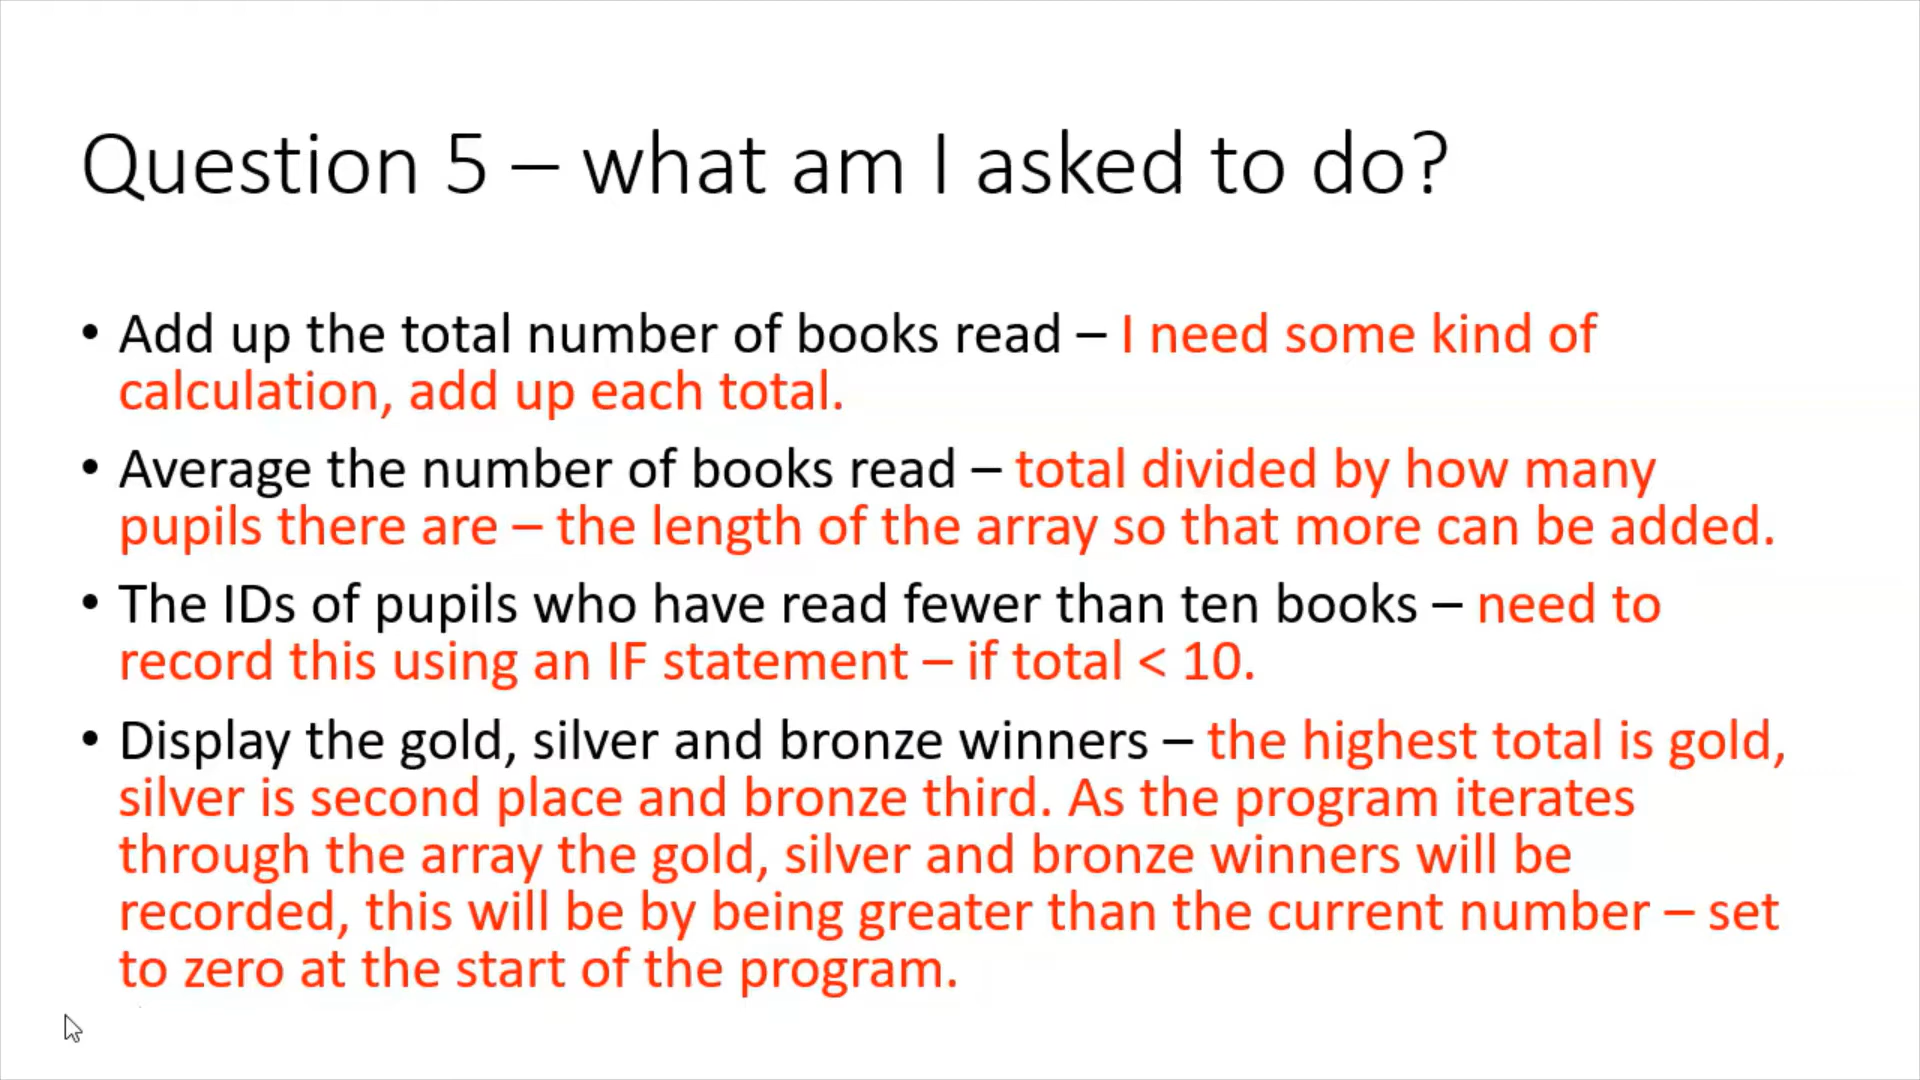 Question 5 – what am I asked to do?
• Add up the total number of books read – I need some kind of
calculation, add up each total.
• Average the number of books read – total divided by how many
pupils there are – the length of the array so that more can be added.
• The IDs of pupils who have read fewer than ten books – need to
record this using an IF statement – if total < 10.
• Display the gold, silver and bronze winners – the highest total is gold,
silver is second place and bronze third. As the program iterates
through the array the gold, silver and bronze winners will be
recorded, this will be by being greater than the current number – set
to zero at the start of the program.